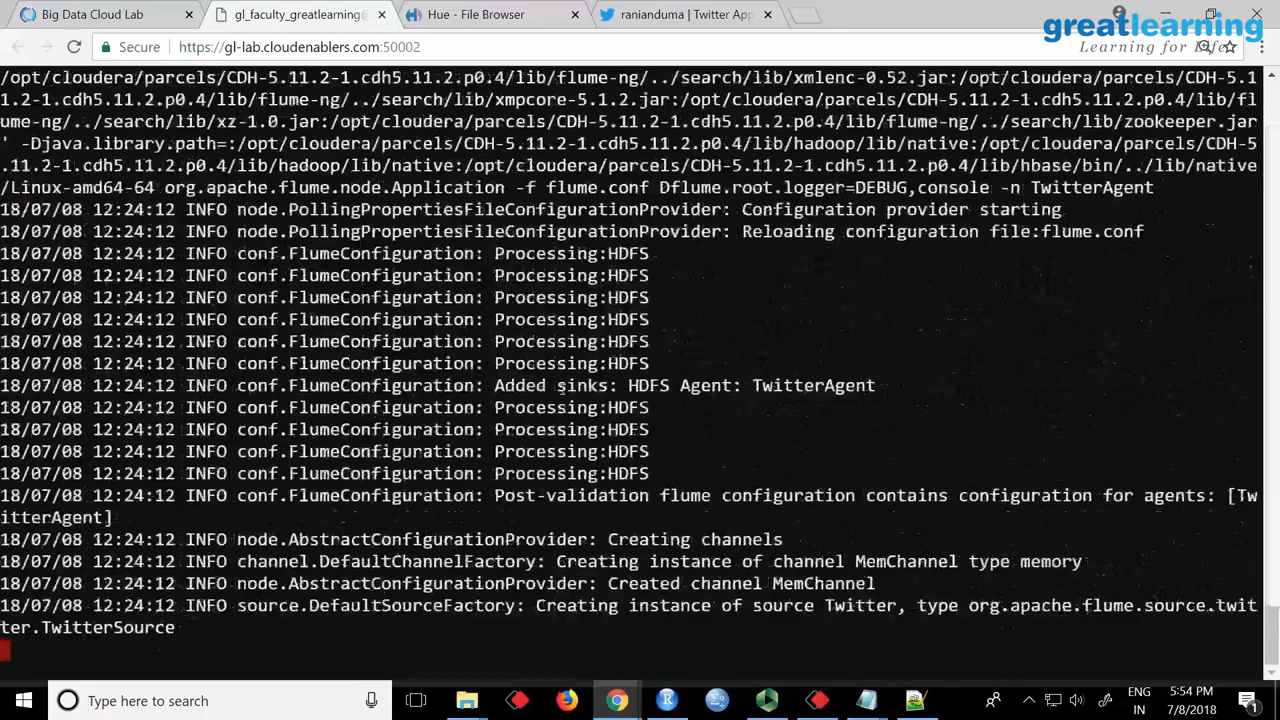 Big Data Cloud Lab
gl_faculty_greatlearning@
Hue - File Browser
ranianduma | Twitter App
greatlearning
Learning for Life
Secure
https://gl-lab.cloudenablers.com:50002
/opt/cloudera/parcels/CDH-5.11.2-1.cdh5.11.2.p0.4/lib/flume-ng/../search/lib/xmlenc-0.52.jar:/opt/cloudera/parcels/CDH-5.1
1.2-1.cdh5.11.2.p0.4/lib/flume-ng/../search/lib/xmpcore-5.1.2.jar:/opt/cloudera/parcels/CDH-5.11.2-1.cdh5.11.2.p0.4/lib/fl
ume-ng/../search/lib/xz-1.0.jar:/opt/cloudera/parcels/CDH-5.11.2-1.cdh5.11.2.p0.4/lib/flume-ng/../search/lib/zookeeper.jar
' -Djava.library.path=:/opt/cloudera/parcels/CDH-5.11.2-1.cdh5.11.2.p0.4/lib/hadoop/lib/native:/opt/cloudera/parcels/CDH-5
.11.2-1.cdh5.11.2.p0.4/lib/hadoop/lib/native:/opt/cloudera/parcels/CDH-5.11.2-1.cdh5.11.2.p0.4/lib/hbase/bin/../lib/native
/Linux-amd64-64 org.apache.flume.node.Application -f flume.conf Dflume.root.logger=DEBUG,console -n TwitterAgent
18/07/08 12:24:12 INFO node.PollingPropertiesFileConfigurationProvider: Configuration provider starting
18/07/08 12:24:12 INFO node.PollingPropertiesFileConfigurationProvider: Reloading configuration file:flume.conf
18/07/08 12:24:12 INFO conf.FlumeConfiguration: Processing:HDFS
18/07/08 12:24:12 INFO conf.FlumeConfiguration: Processing:HDFS
18/07/08 12:24:12 INFO conf.FlumeConfiguration: Processing:HDFS
18/07/08 12:24:12 INFO conf.FlumeConfiguration: Processing:HDFS
18/07/08 12:24:12 INFO conf.FlumeConfiguration: Processing:HDFS
18/07/08 12:24:12 INFO conf.FlumeConfiguration: Processing:HDFS
18/07/08 12:24:12 INFO conf.FlumeConfiguration: Added sinks: HDFS Agent: TwitterAgent
18/07/08 12:24:12 INFO conf.FlumeConfiguration: Processing:HDFS
18/07/08 12:24:12 INFO conf.FlumeConfiguration: Processing:HDFS
18/07/08 12:24:12 INFO conf.FlumeConfiguration: Processing:HDFS
18/07/08 12:24:12 INFO conf.FlumeConfiguration: Processing:HDFS
18/07/08 12:24:12 INFO conf.FlumeConfiguration: Post-validation flume configuration contains configuration for agents: [Tw
itterAgent]
18/07/08 12:24:12 INFO node.AbstractConfigurationProvider: Creating channels
18/07/08 12:24:12 INFO channel.DefaultChannelFactory: Creating instance of channel MemChannel type memory
18/07/08 12:24:12 INFO node.AbstractConfigurationProvider: Created channel MemChannel
18/07/08 12:24:12 INFO source.DefaultSourceFactory: Creating instance of source Twitter, type org.apache.flume.source.twit
ter.TwitterSource
Type here to search
ENG
IN
5:54 PM
7/8/2018
1